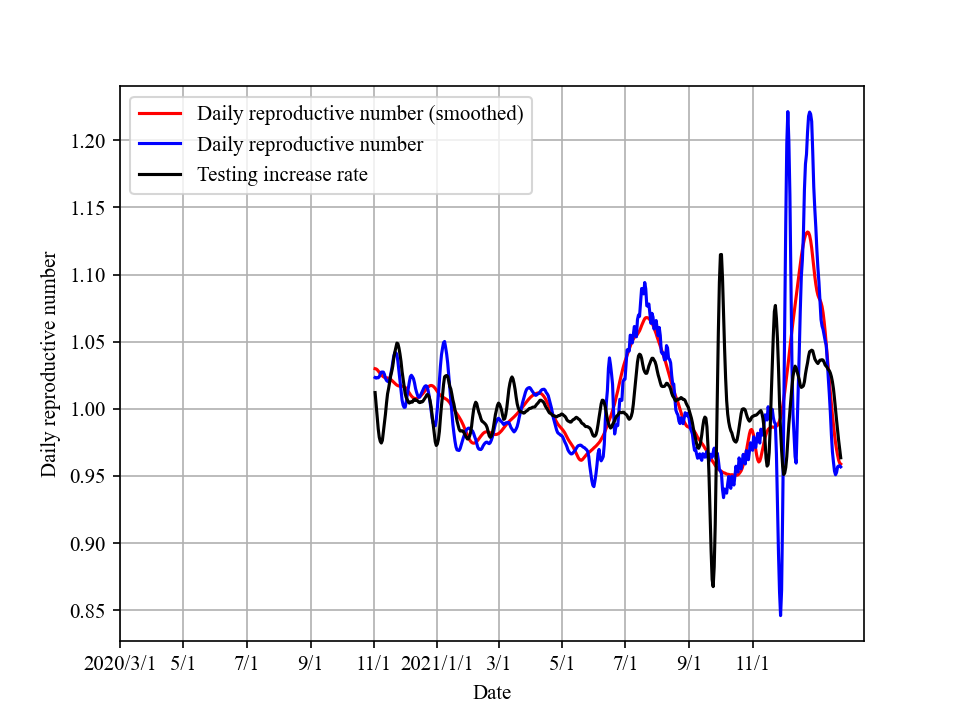 Daily reproductive number (smoothed)
Daily reproductive number
Testing increase rate
Daily reproductive number
1.20
1.15
1.10
1.05
1.00
0.95
0.90
0.85
2020/3/1 5/1 7/1 9/1 11/1 2021/1/1 3/1 5/1 7/1 9/1 11/1
Date